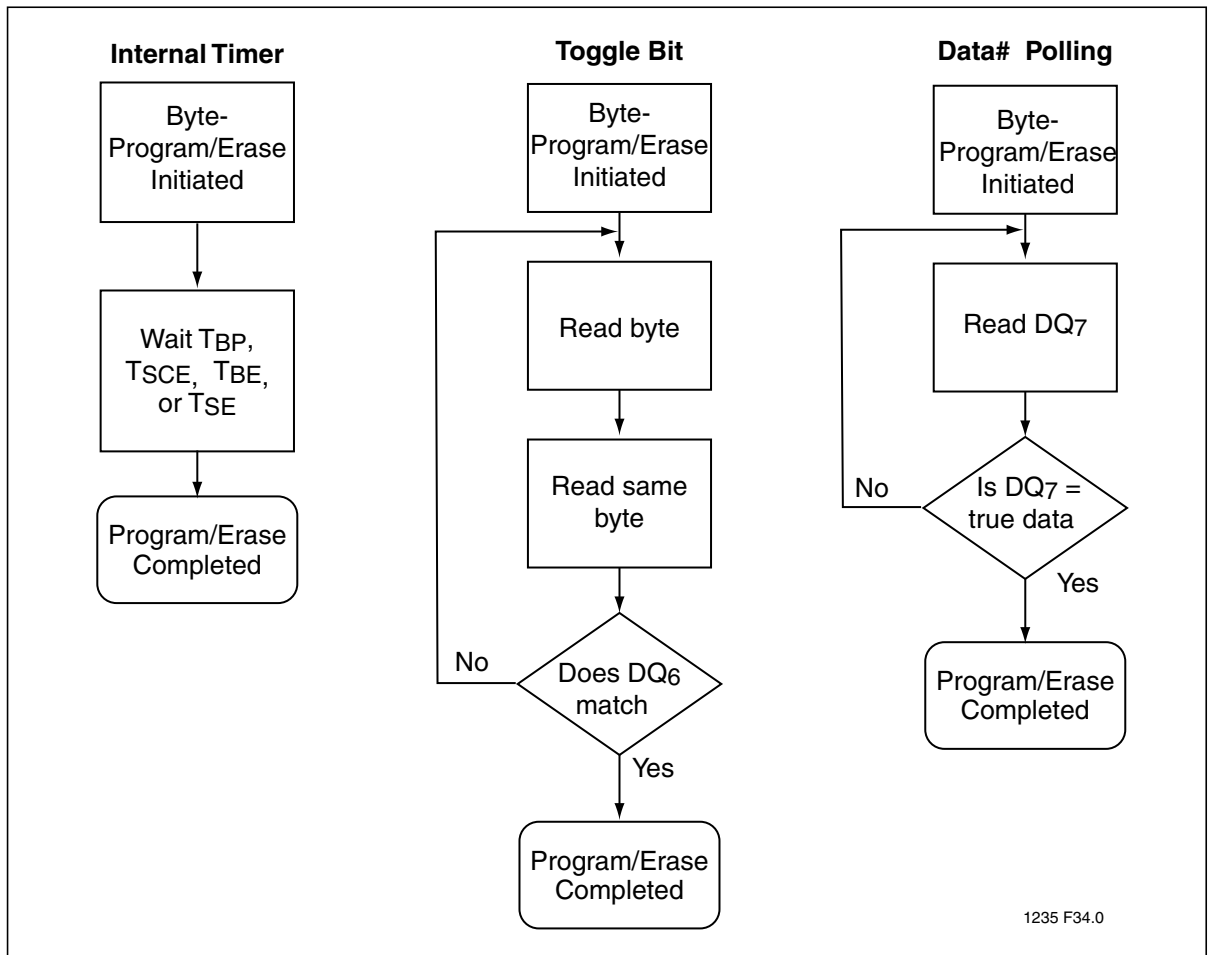 Internal Timer
Byte-
Program/Erase
Initiated
Wait TBP,
TSCE, TBE,
or TSE
Program/Erase
Completed
Toggle Bit
Byte-
Program/Erase
Initiated
Read byte
Read same
byte
No
Does DQ6
match
Yes
Program/Erase
Completed
Data# Polling
Byte-
Program/Erase
Initiated
Read DQ7
No
Is DQ7 =
true data
Yes
Program/Erase
Completed
1235 F34.0